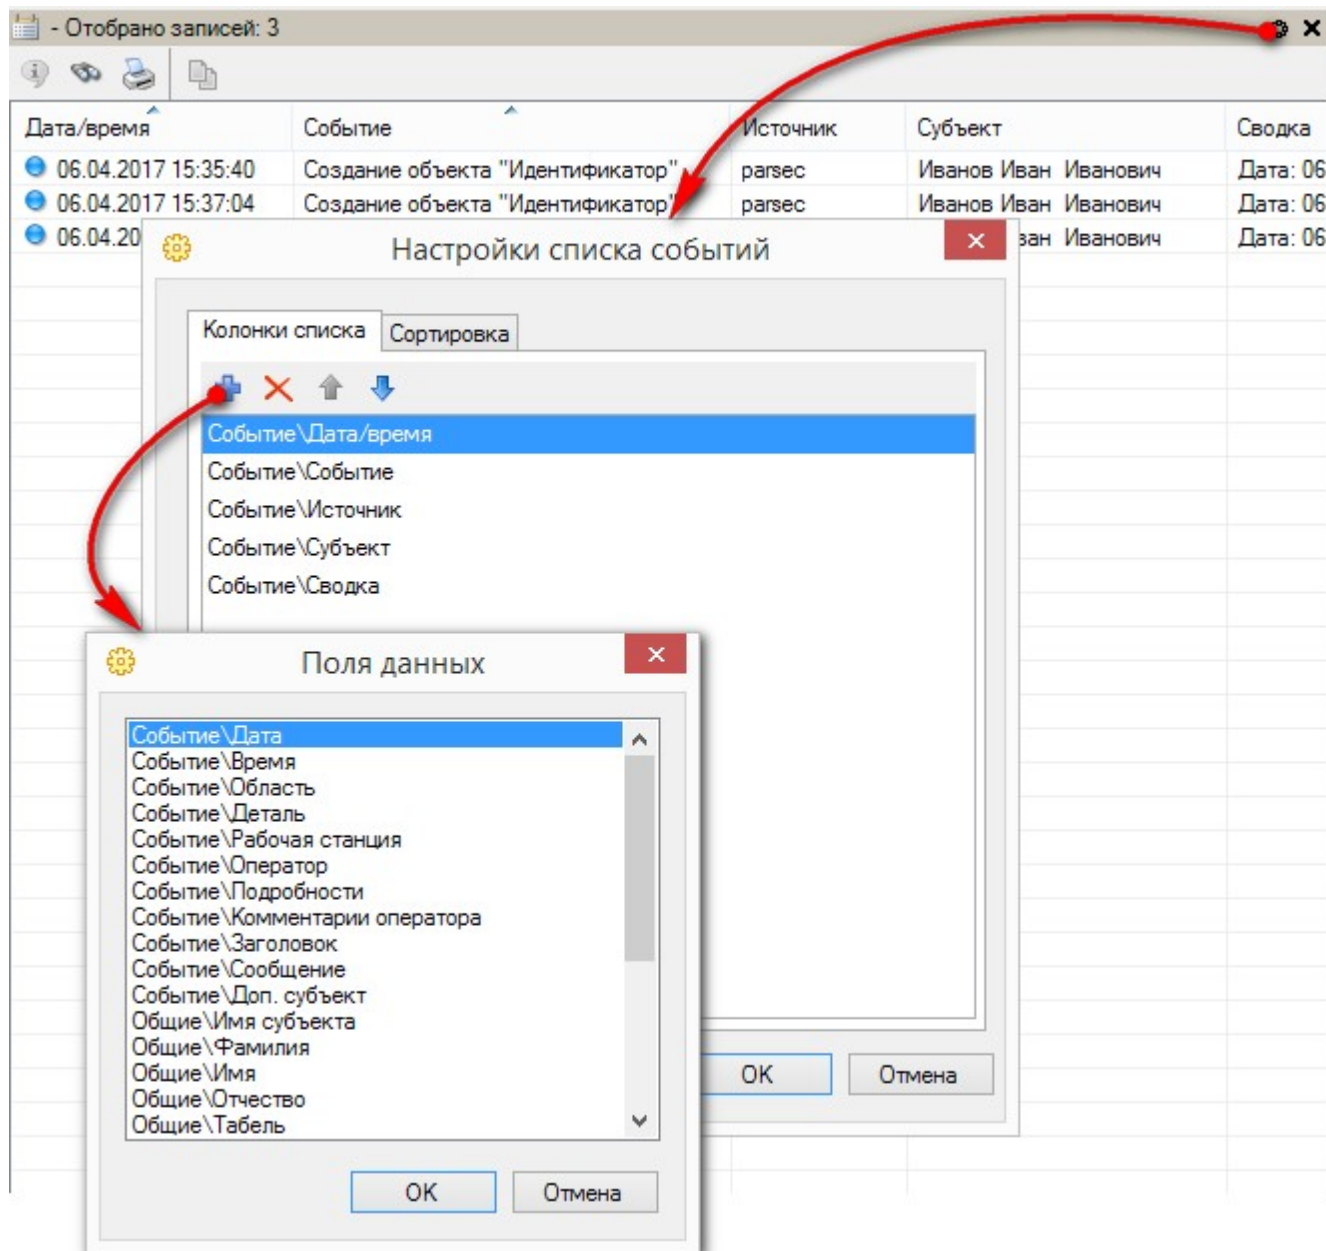 - Отобрано записей: 3
Дата/время Событие Источник Субъект Сводка
06.04.2017 15:35:40 Создание объекта "Идентификатор" parsec Иванов Иван Иванович Дата: 06
06.04.2017 15:37:04 Создание объекта "Идентификатор" parsec Иванов Иван Иванович Дата: 06
06.04.20 Иванович Дата: 06
Настройки списка событий
Колонки списка Сортировка
Событие\Дата/время
Событие\Событие
Событие\Источник
Событие\Субъект
Событие\Сводка
Поля данных
Событие\Дата
Событие\Время
Событие\Область
Событие\Деталь
Событие\Рабочая станция
Событие\Оператор
Событие\Подробности
Событие\Комментарии оператора
Событие\Заголовок
Событие\Сообщение
Событие\Доп. субъект
Общие\Имя субъекта
Общие\Фамилия
Общие\Имя
Общие\Отчество
Общие\Табель
OK Отмена
OK Отмена